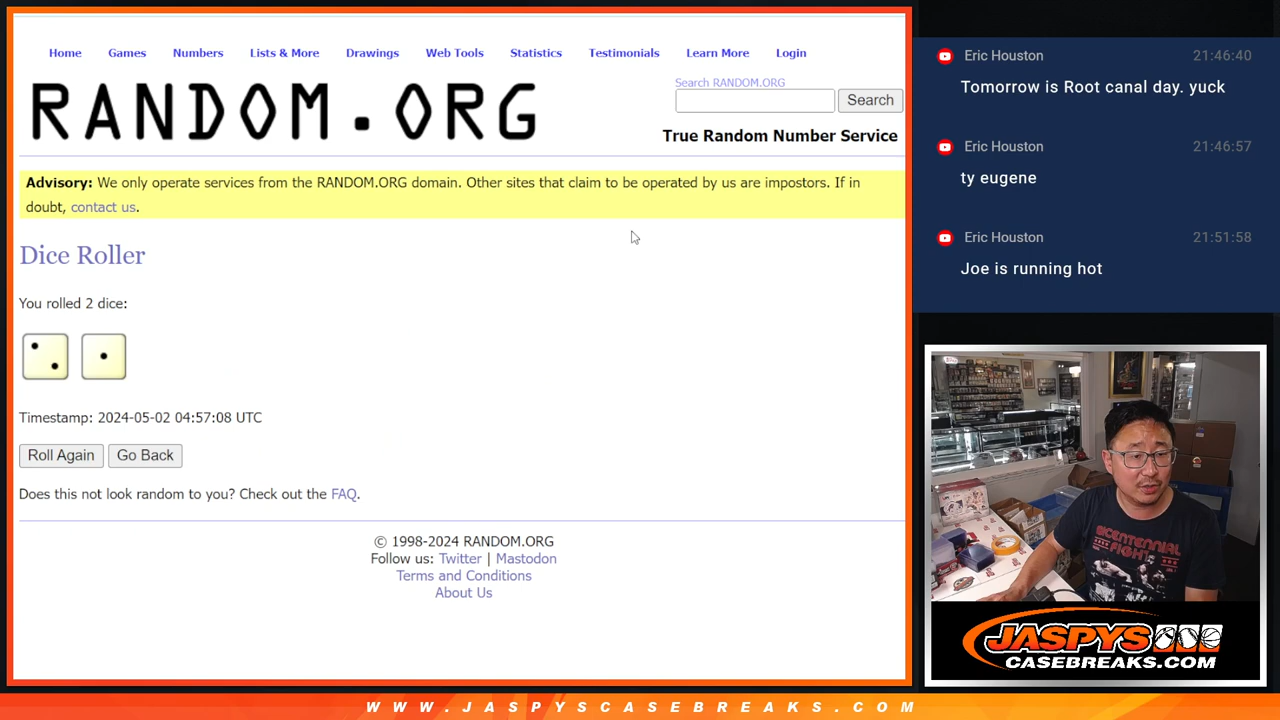 Home Games Numbers Lists & More Drawings Web Tools Statistics Testimonials Learn More Login
RANDOM.ORG
Search RANDOM.ORG
Search
True Random Number Service
Advisory: We only operate services from the RANDOM.ORG domain. Other sites that claim to be operated by us are impostors. If in
doubt, contact us.
Dice Roller
You rolled 2 dice:
Timestamp: 2024-05-02 04:57:08 UTC
Roll Again Go Back
Does this not look random to you? Check out the FAQ.
© 1998-2024 RANDOM.ORG
Follow us: Twitter | Mastodon
Terms and Conditions
About Us
Eric Houston 21:46:40
Tomorrow is Root canal day. yuck
Eric Houston 21:46:57
ty eugene
Eric Houston 21:51:58
Joe is running hot
BICENTENNIAL
FIGHT
JASPYS
CASEBREAKS.COM
WWW.JASPYSCASEBREAKS.COM